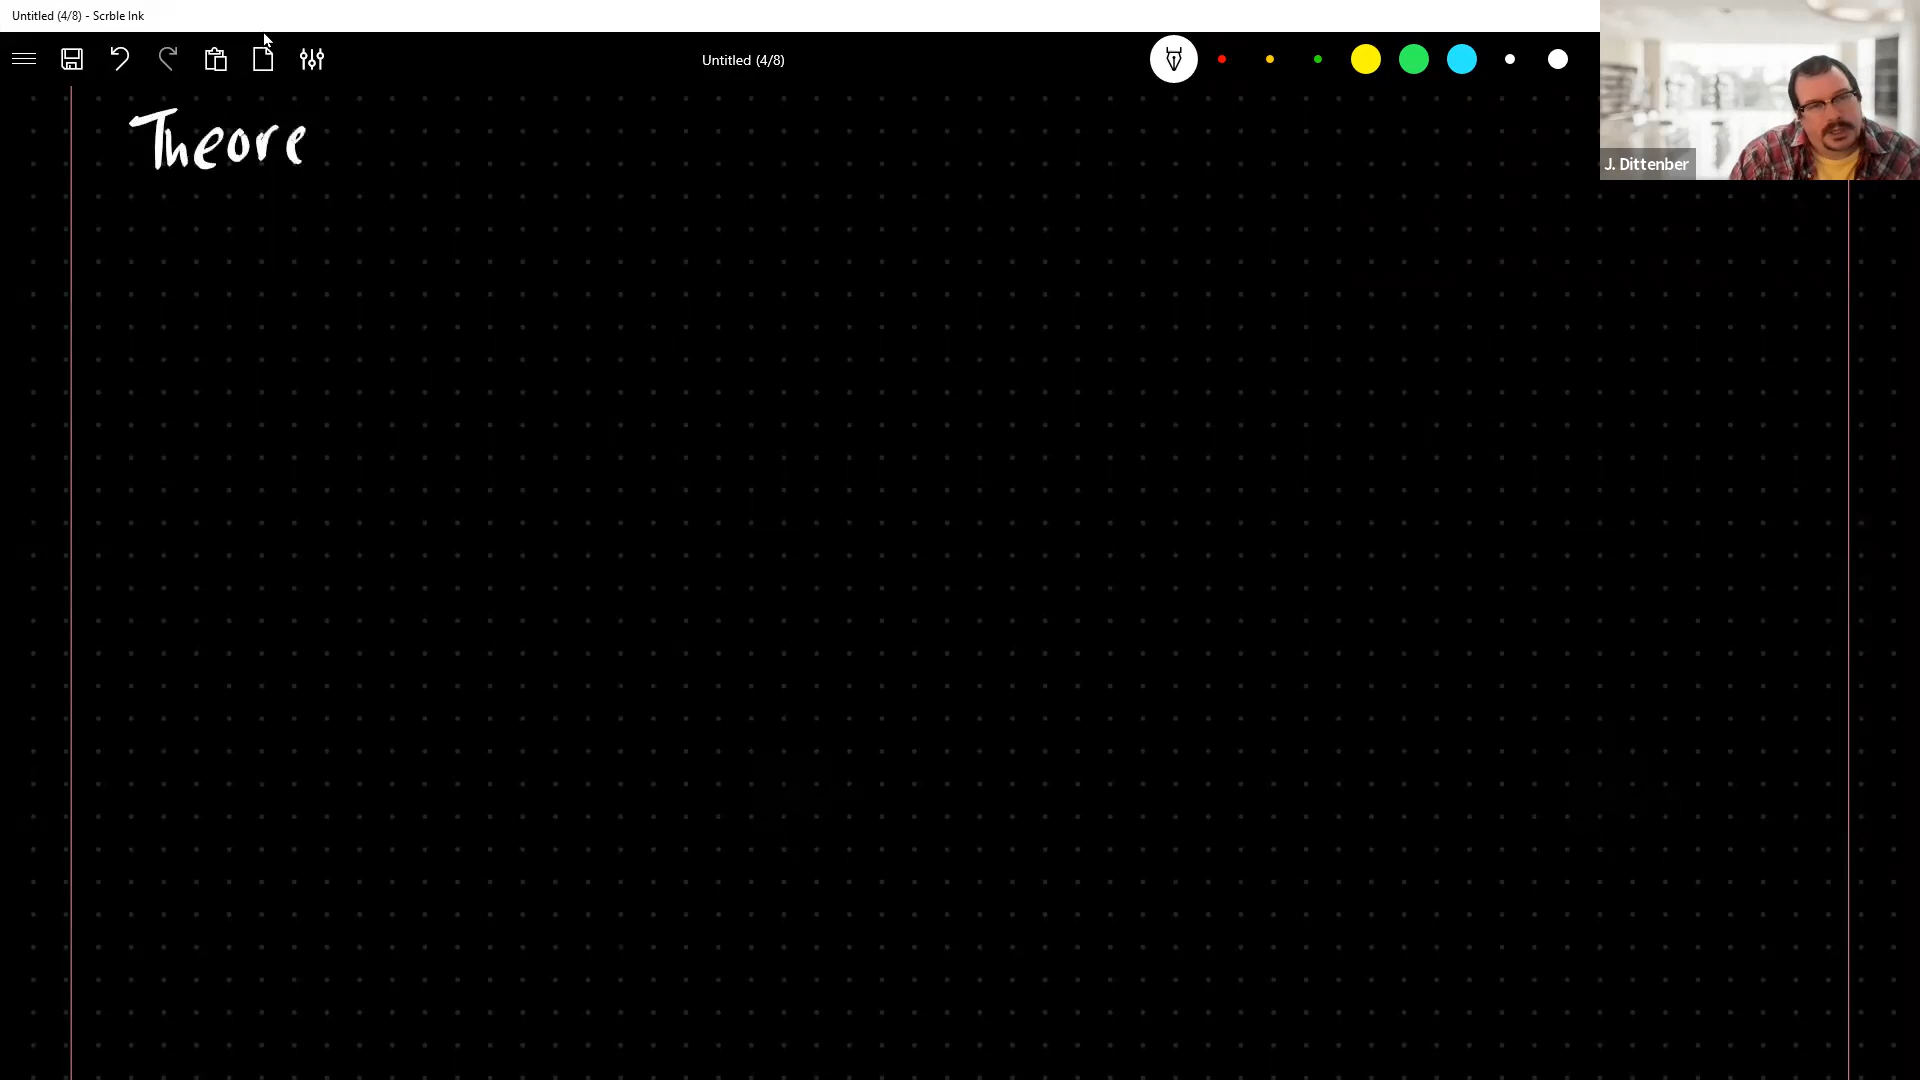 Untitled (4/8) - Scrble Ink
Untitled (4/8)
J. Dittenber
Theore